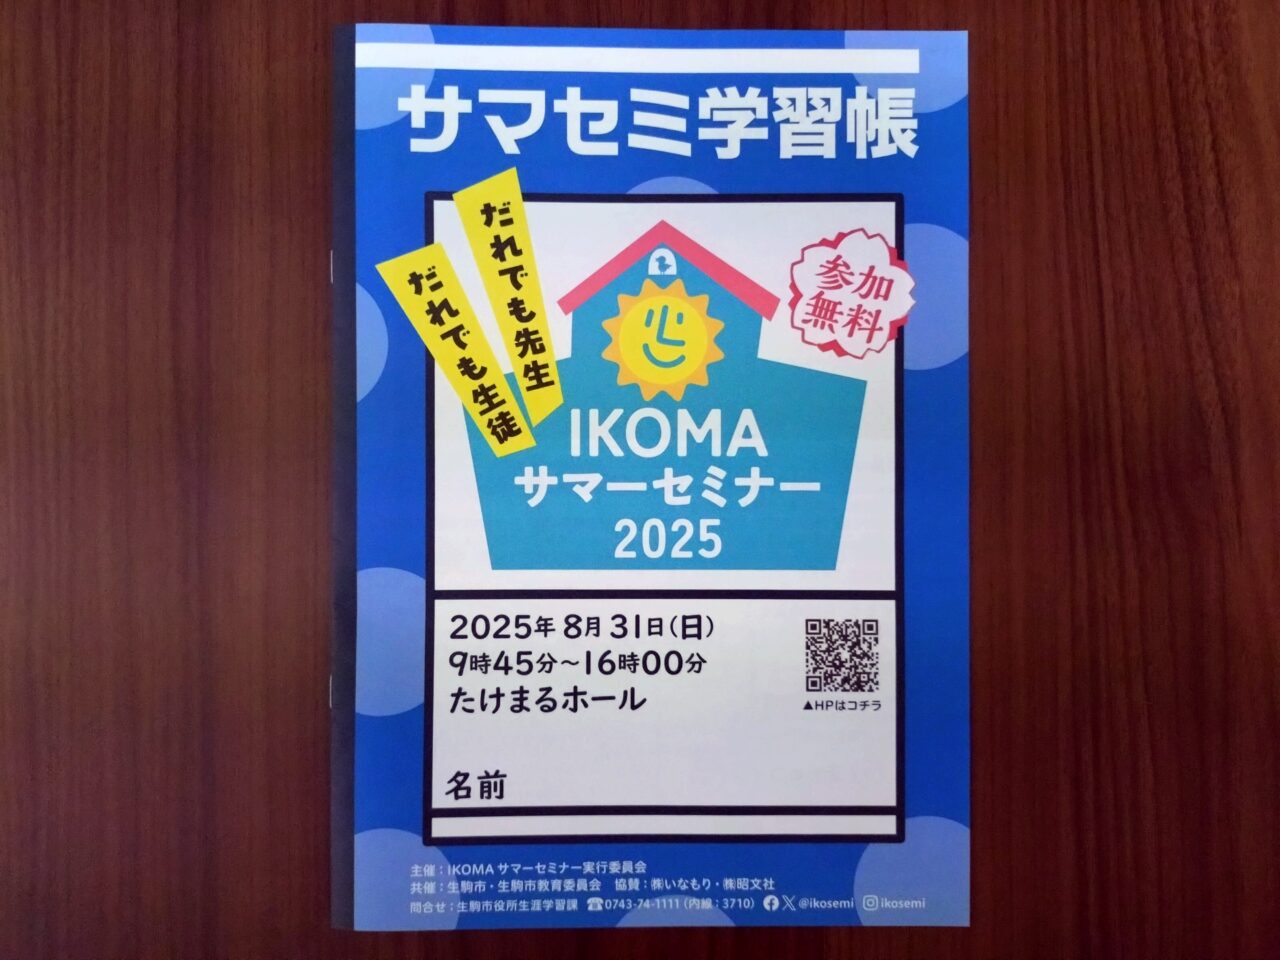 サマセミ学習帳
だれでも先生
だれでも生徒
参加
無料
IKOMA
サマーセミナー
2025
2025年 8月 31日(日)
9時45分～16時00分
たけまるホール
▲HPはコチラ
名前
主催：IKOMA サマーセミナー実行委員会
共催：生駒市・生駒市教育委員会 協賛：㈱いなもり・㈱昭文社
問合せ：生駒市役所生涯学習課 ☎0743-74-1111（内線：3710） @ikosemi ikosemi